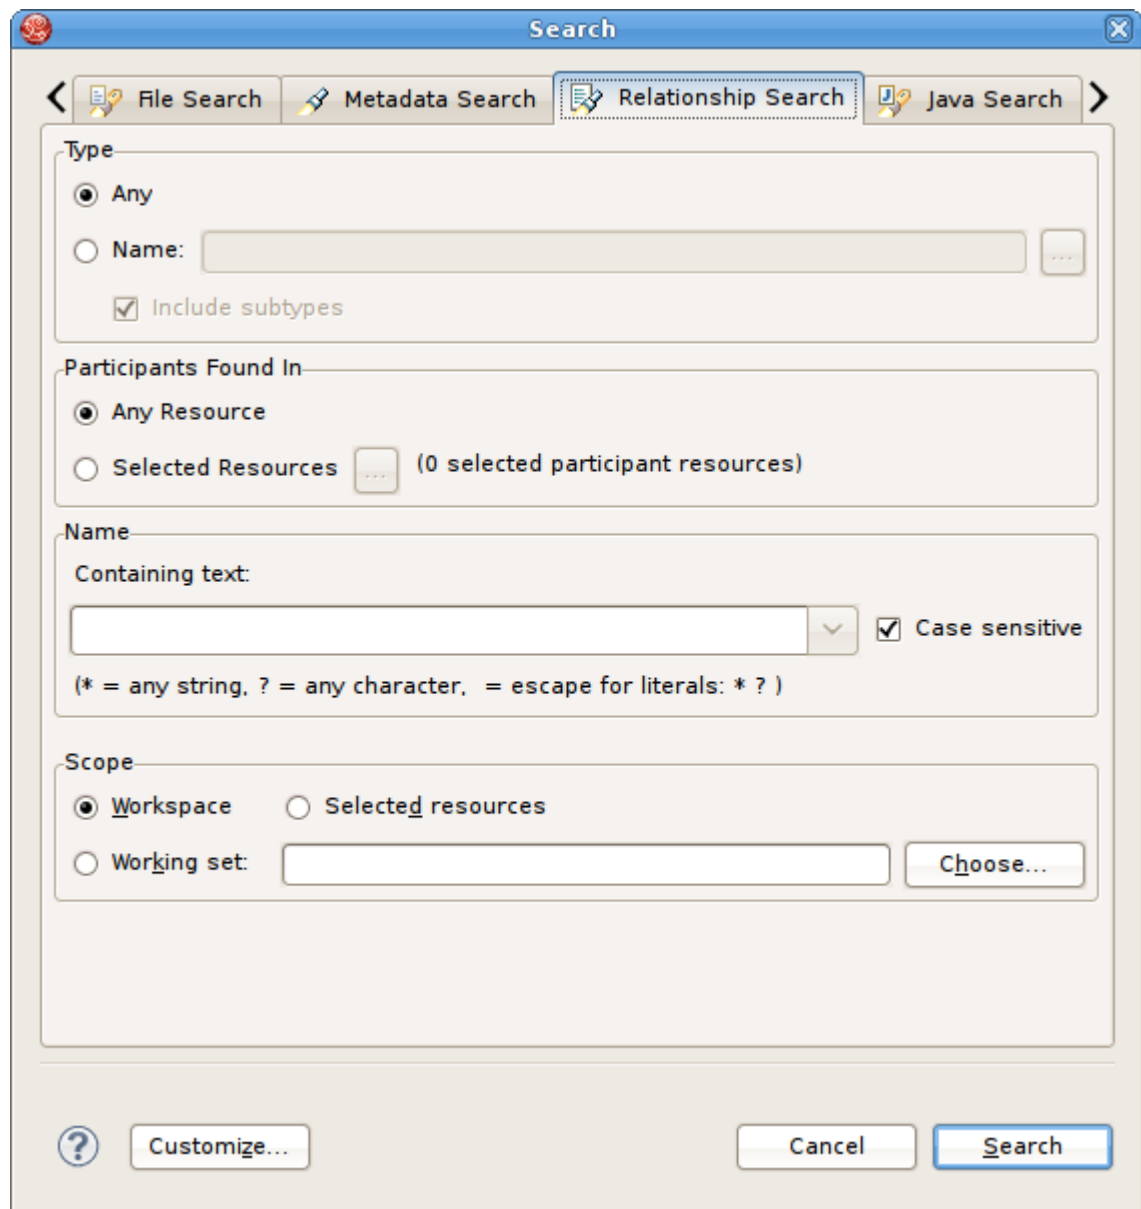 Search
File Search Metadata Search Relationship Search Java Search
Type
Any
Name: ...
Include subtypes
Participants Found In
Any Resource
Selected Resources ... (0 selected participant resources)
Name
Containing text:
Case sensitive
(* = any string, ? = any character,  = escape for literals: * ? )
Scope
Workspace Selected resources
Working set: Choose...
? Customize... Cancel Search